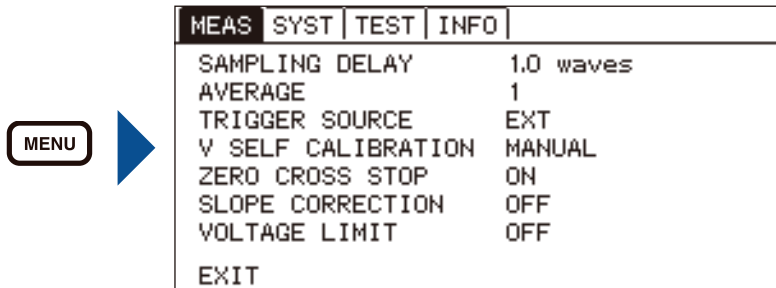 MENU
MEAS SYST TEST INFO
SAMPLING DELAY 1.0 waves
AVERAGE 1
TRIGGER SOURCE EXT
V SELF CALIBRATION MANUAL
ZERO CROSS STOP ON
SLOPE CORRECTION OFF
VOLTAGE LIMIT OFF
EXIT